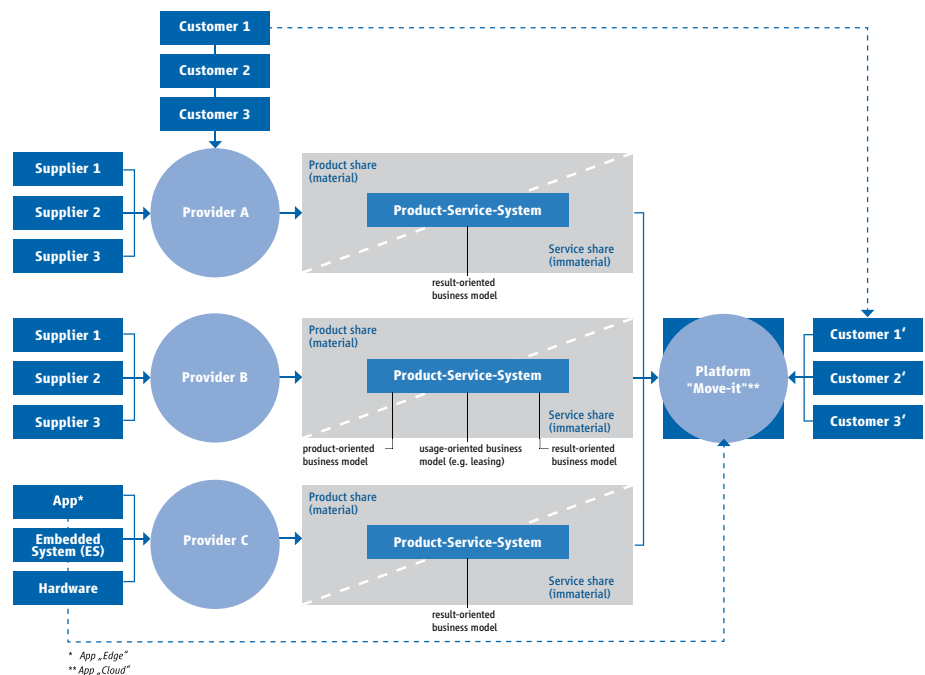 Customer 1
Customer 2
Customer 3
Supplier 1
Supplier 2
Supplier 3
Provider A
Product share
(material)
Product-Service-System
Service share
(immaterial)
result-oriented
business model
Supplier 1
Supplier 2
Supplier 3
Provider B
Product share
(material)
Product-Service-System
Service share
(immaterial)
product-oriented
business model
usage-oriented business
model (e.g. leasing)
result-oriented
business model
Platform
"Move-it"**
Customer 1′
Customer 2′
Customer 3′
App*
Embedded
System (ES)
Hardware
Provider C
Product share
(material)
Product-Service-System
Service share
(immaterial)
result-oriented
business model
* App „Edge"
** App „Cloud"